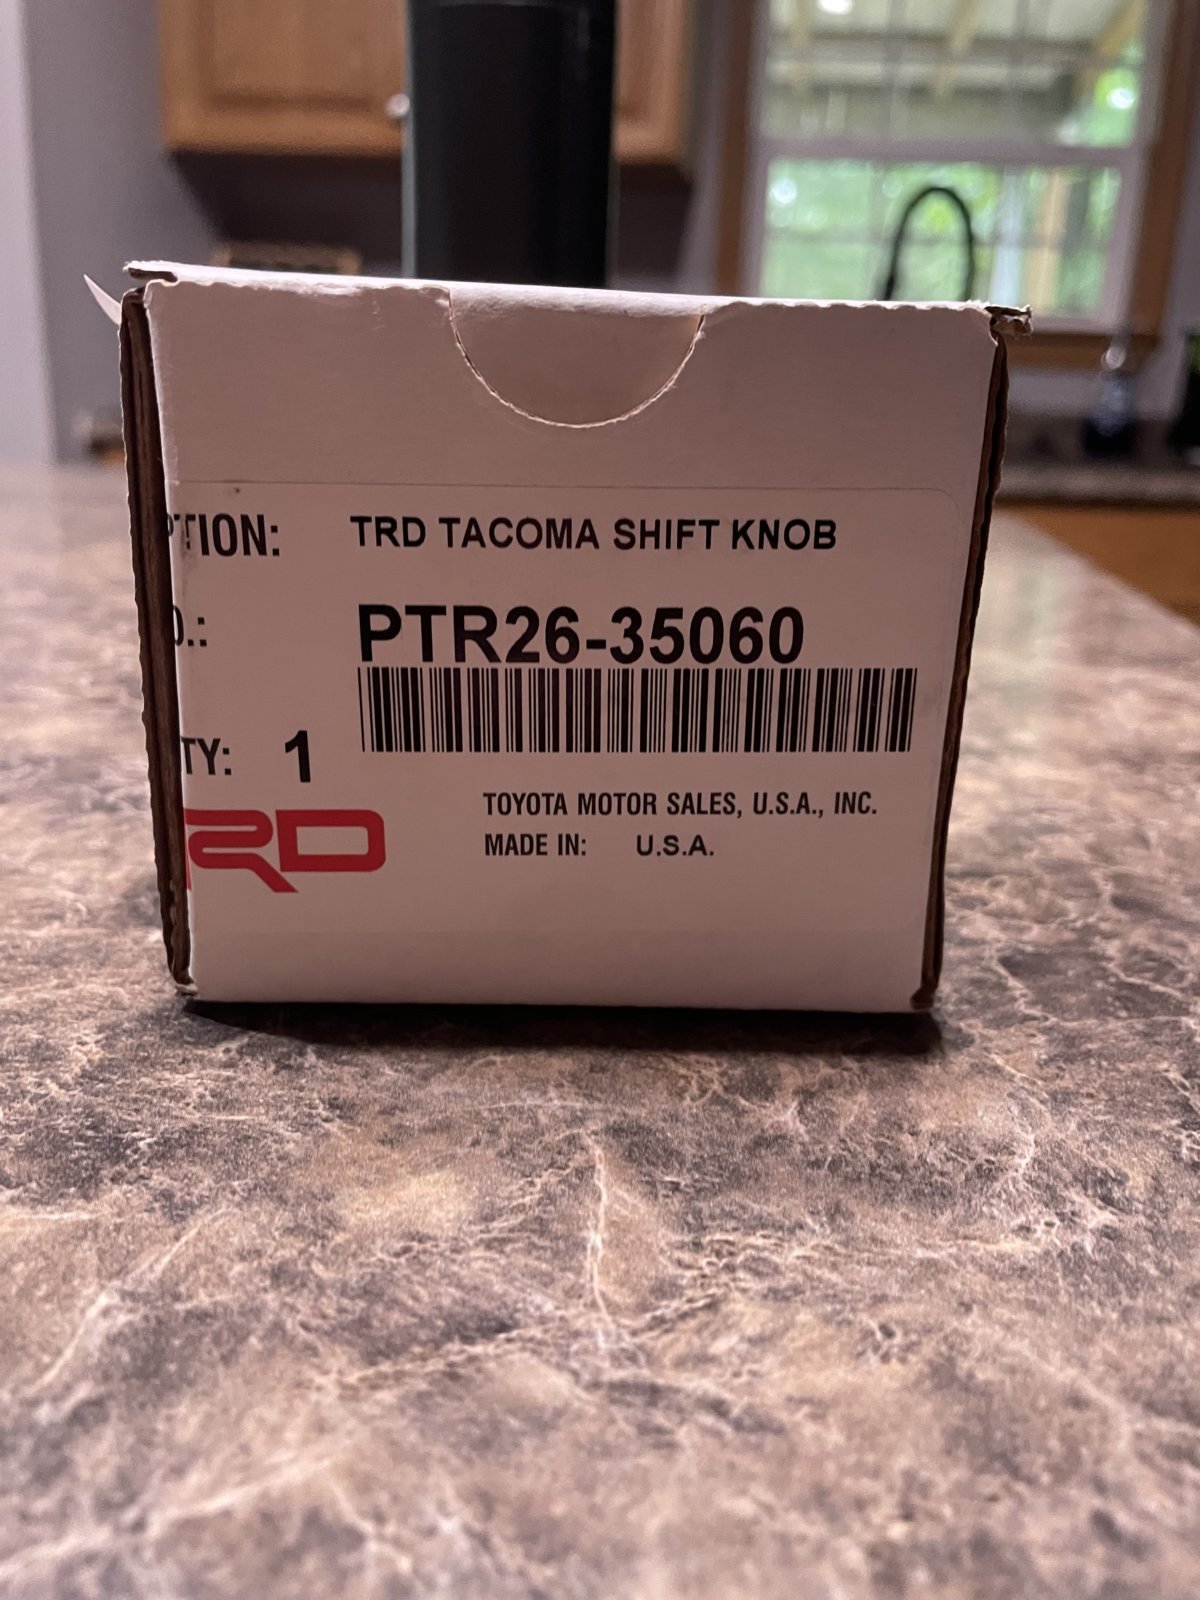 TION: TRD TACOMA SHIFT KNOB
O.: PTR26-35060
TY: 1
TOYOTA MOTOR SALES, U.S.A., INC.
MADE IN: U.S.A.
RD